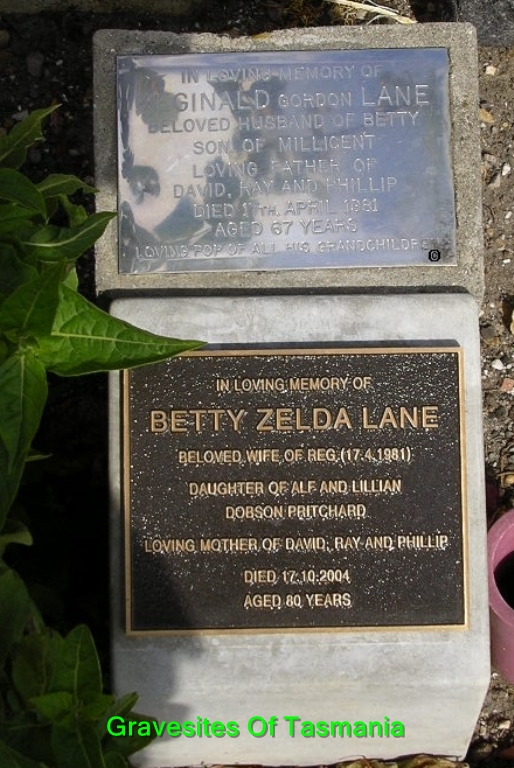 IN LOVING MEMORY OF
REGINALD GORDON LANE
BELOVED HUSBAND OF BETTY
SON OF MILLICENT
LOVING FATHER OF
DAVID, RAY AND PHILLIP
DIED 17TH. APRIL 1981
AGED 67 YEARS
LOVING POP OF ALL HIS GRANDCHILDREN
©
IN LOVING MEMORY OF
BETTY ZELDA LANE
BELOVED WIFE OF REG (17.4.1981)
DAUGHTER OF ALF AND LILLIAN
DOBSON PRITCHARD
LOVING MOTHER OF DAVID, RAY AND PHILLIP
DIED 17.10.2004
AGED 80 YEARS
Gravesites Of Tasmania